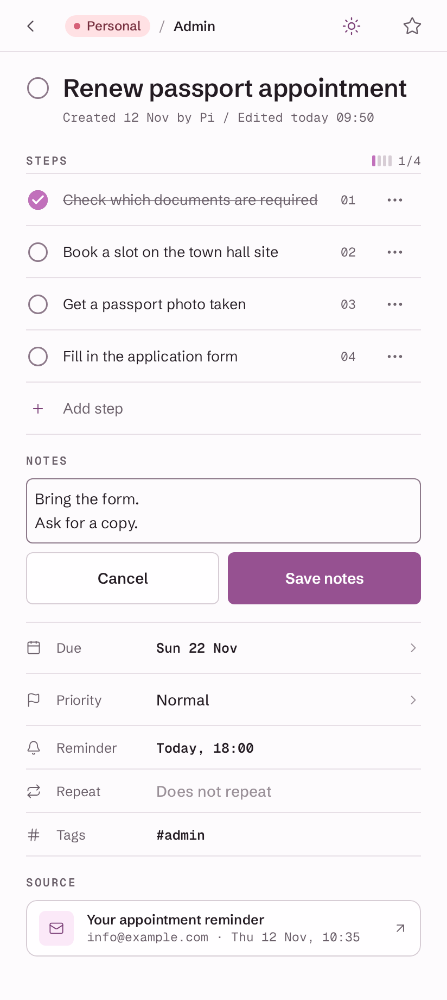 Personal / Admin
Renew passport appointment
Created 12 Nov by Pi / Edited today 09:50
STEPS 1/4
Check which documents are required 01
Book a slot on the town hall site 02
Get a passport photo taken 03
Fill in the application form 04
+ Add step
NOTES
Bring the form.
Ask for a copy.
Cancel Save notes
Due Sun 22 Nov
Priority Normal
Reminder Today, 18:00
Repeat Does not repeat
Tags #admin
SOURCE
Your appointment reminder
info@example.com · Thu 12 Nov, 10:35